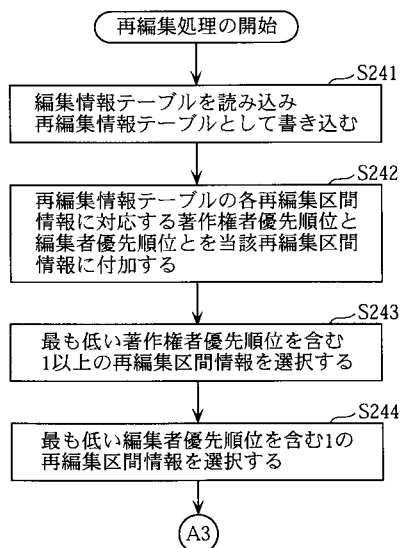 再編集処理の開始
S241
編集情報テーブルを読み込み
再編集情報テーブルとして書き込む
S242
再編集情報テーブルの各再編集区間
情報に対応する著作権者優先順位と
編集者優先順位とを当該再編集区間
情報に付加する
S243
最も低い著作権者優先順位を含む
1以上の再編集区間情報を選択する
S244
最も低い編集者優先順位を含む1の
再編集区間情報を選択する
A3